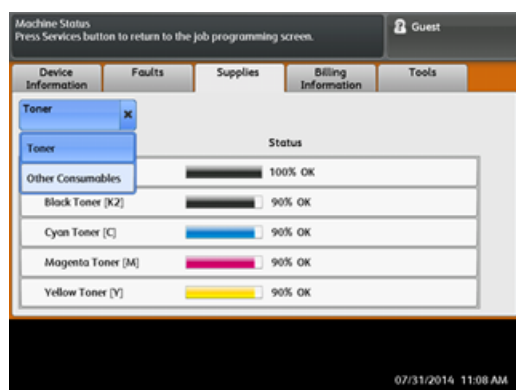 Machine Status
Press Services button to return to the job programming screen.
Guest
Device Information
Faults
Supplies
Billing Information
Tools
Toner
Status
Toner
Other Consumables
100% OK
Black Toner [K2]
90% OK
Cyan Toner [C]
90% OK
Magenta Toner [M]
90% OK
Yellow Toner [Y]
90% OK
07/31/2014 11:08 AM